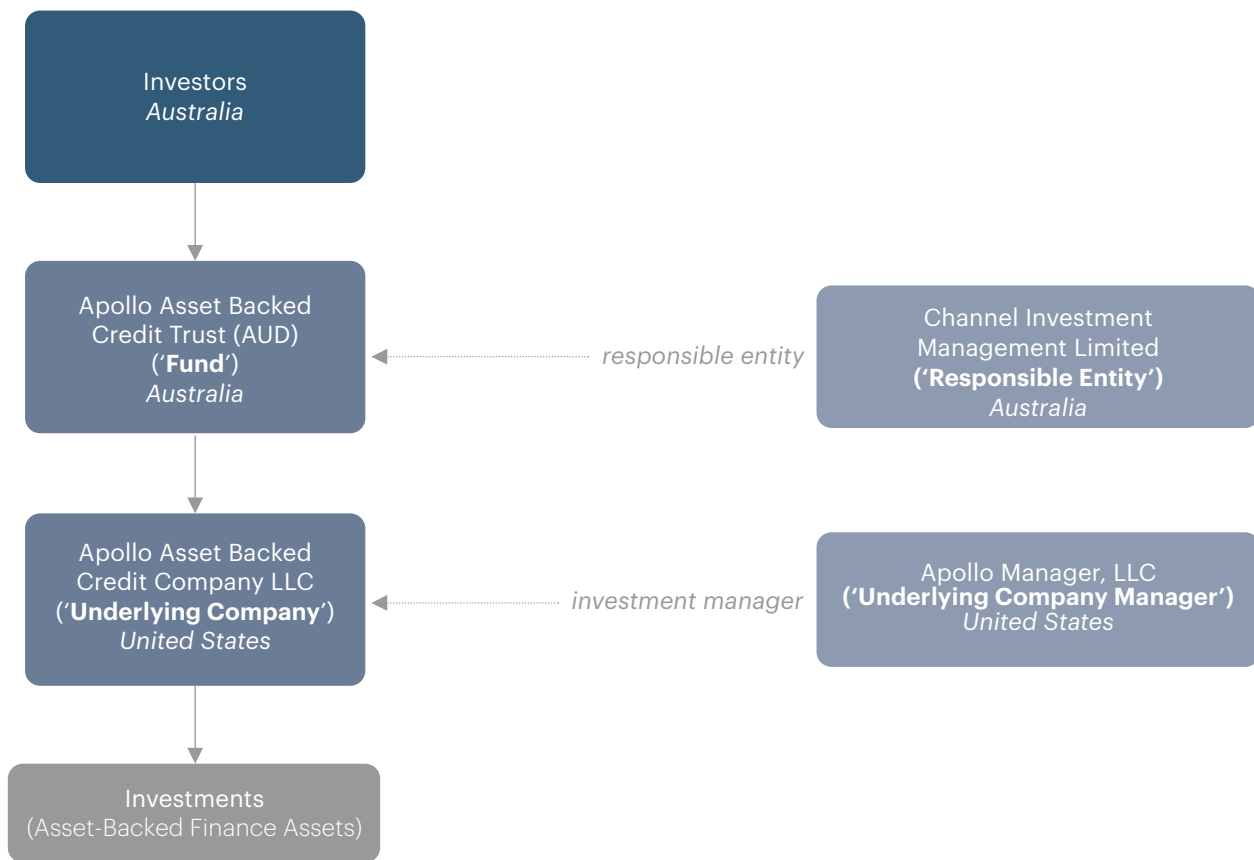 Investors
Australia
Apollo Asset Backed
Credit Trust (AUD)
(‘Fund’)
Australia
responsible entity
Channel Investment
Management Limited
(‘Responsible Entity’)
Australia
Apollo Asset Backed
Credit Company LLC
(‘Underlying Company’)
United States
investment manager
Apollo Manager, LLC
(‘Underlying Company Manager’)
United States
Investments
(Asset-Backed Finance Assets)